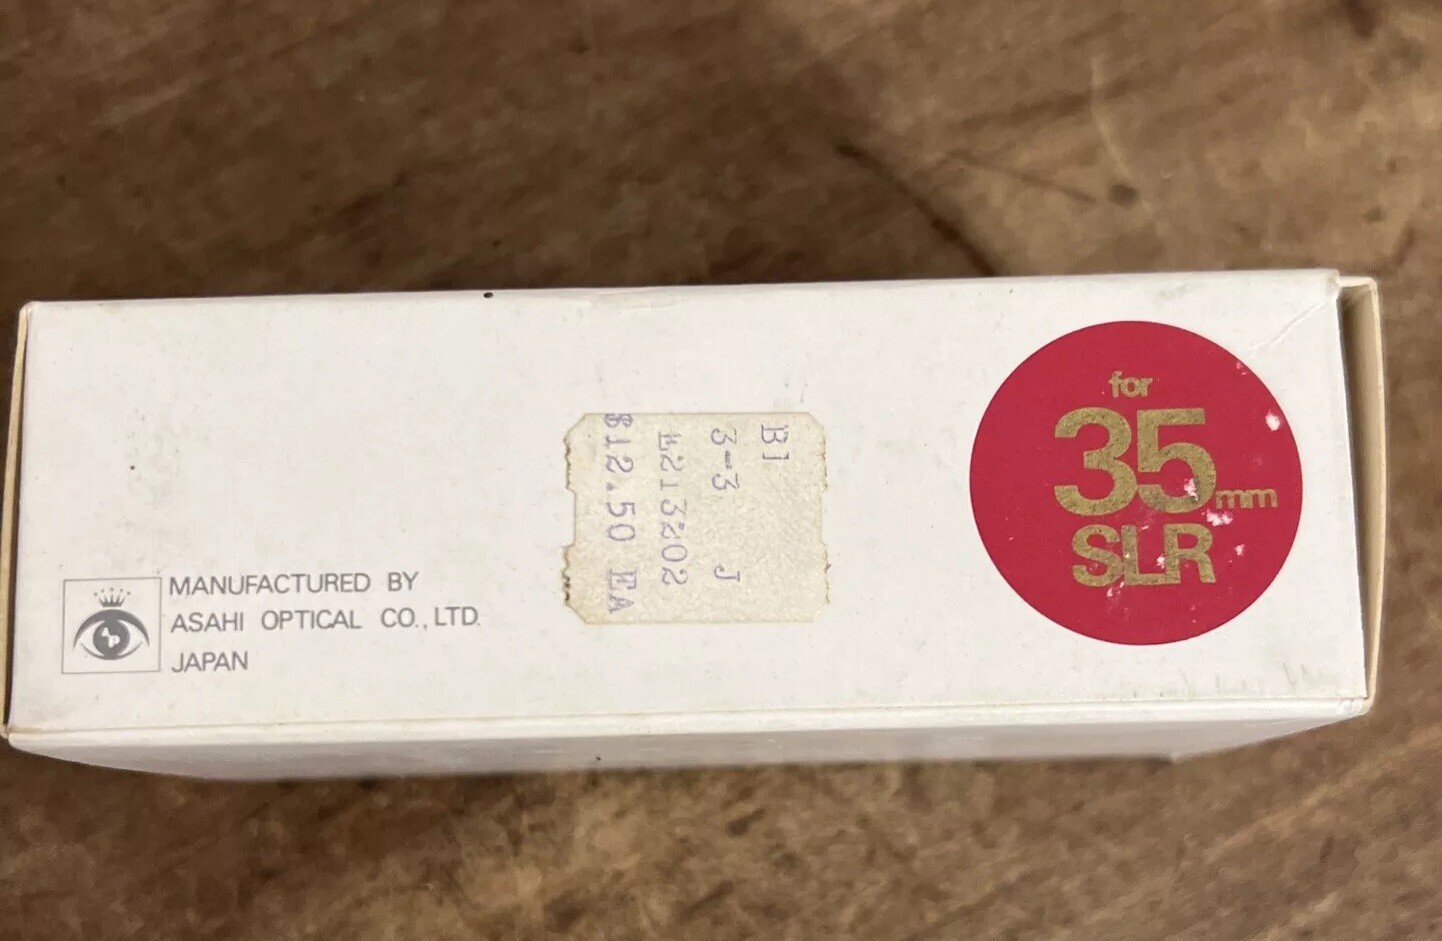 MANUFACTURED BY
ASAHI OPTICAL CO., LTD.
JAPAN
B1
3-3 J
E213202
$12.50 EA
for
35mm
SLR